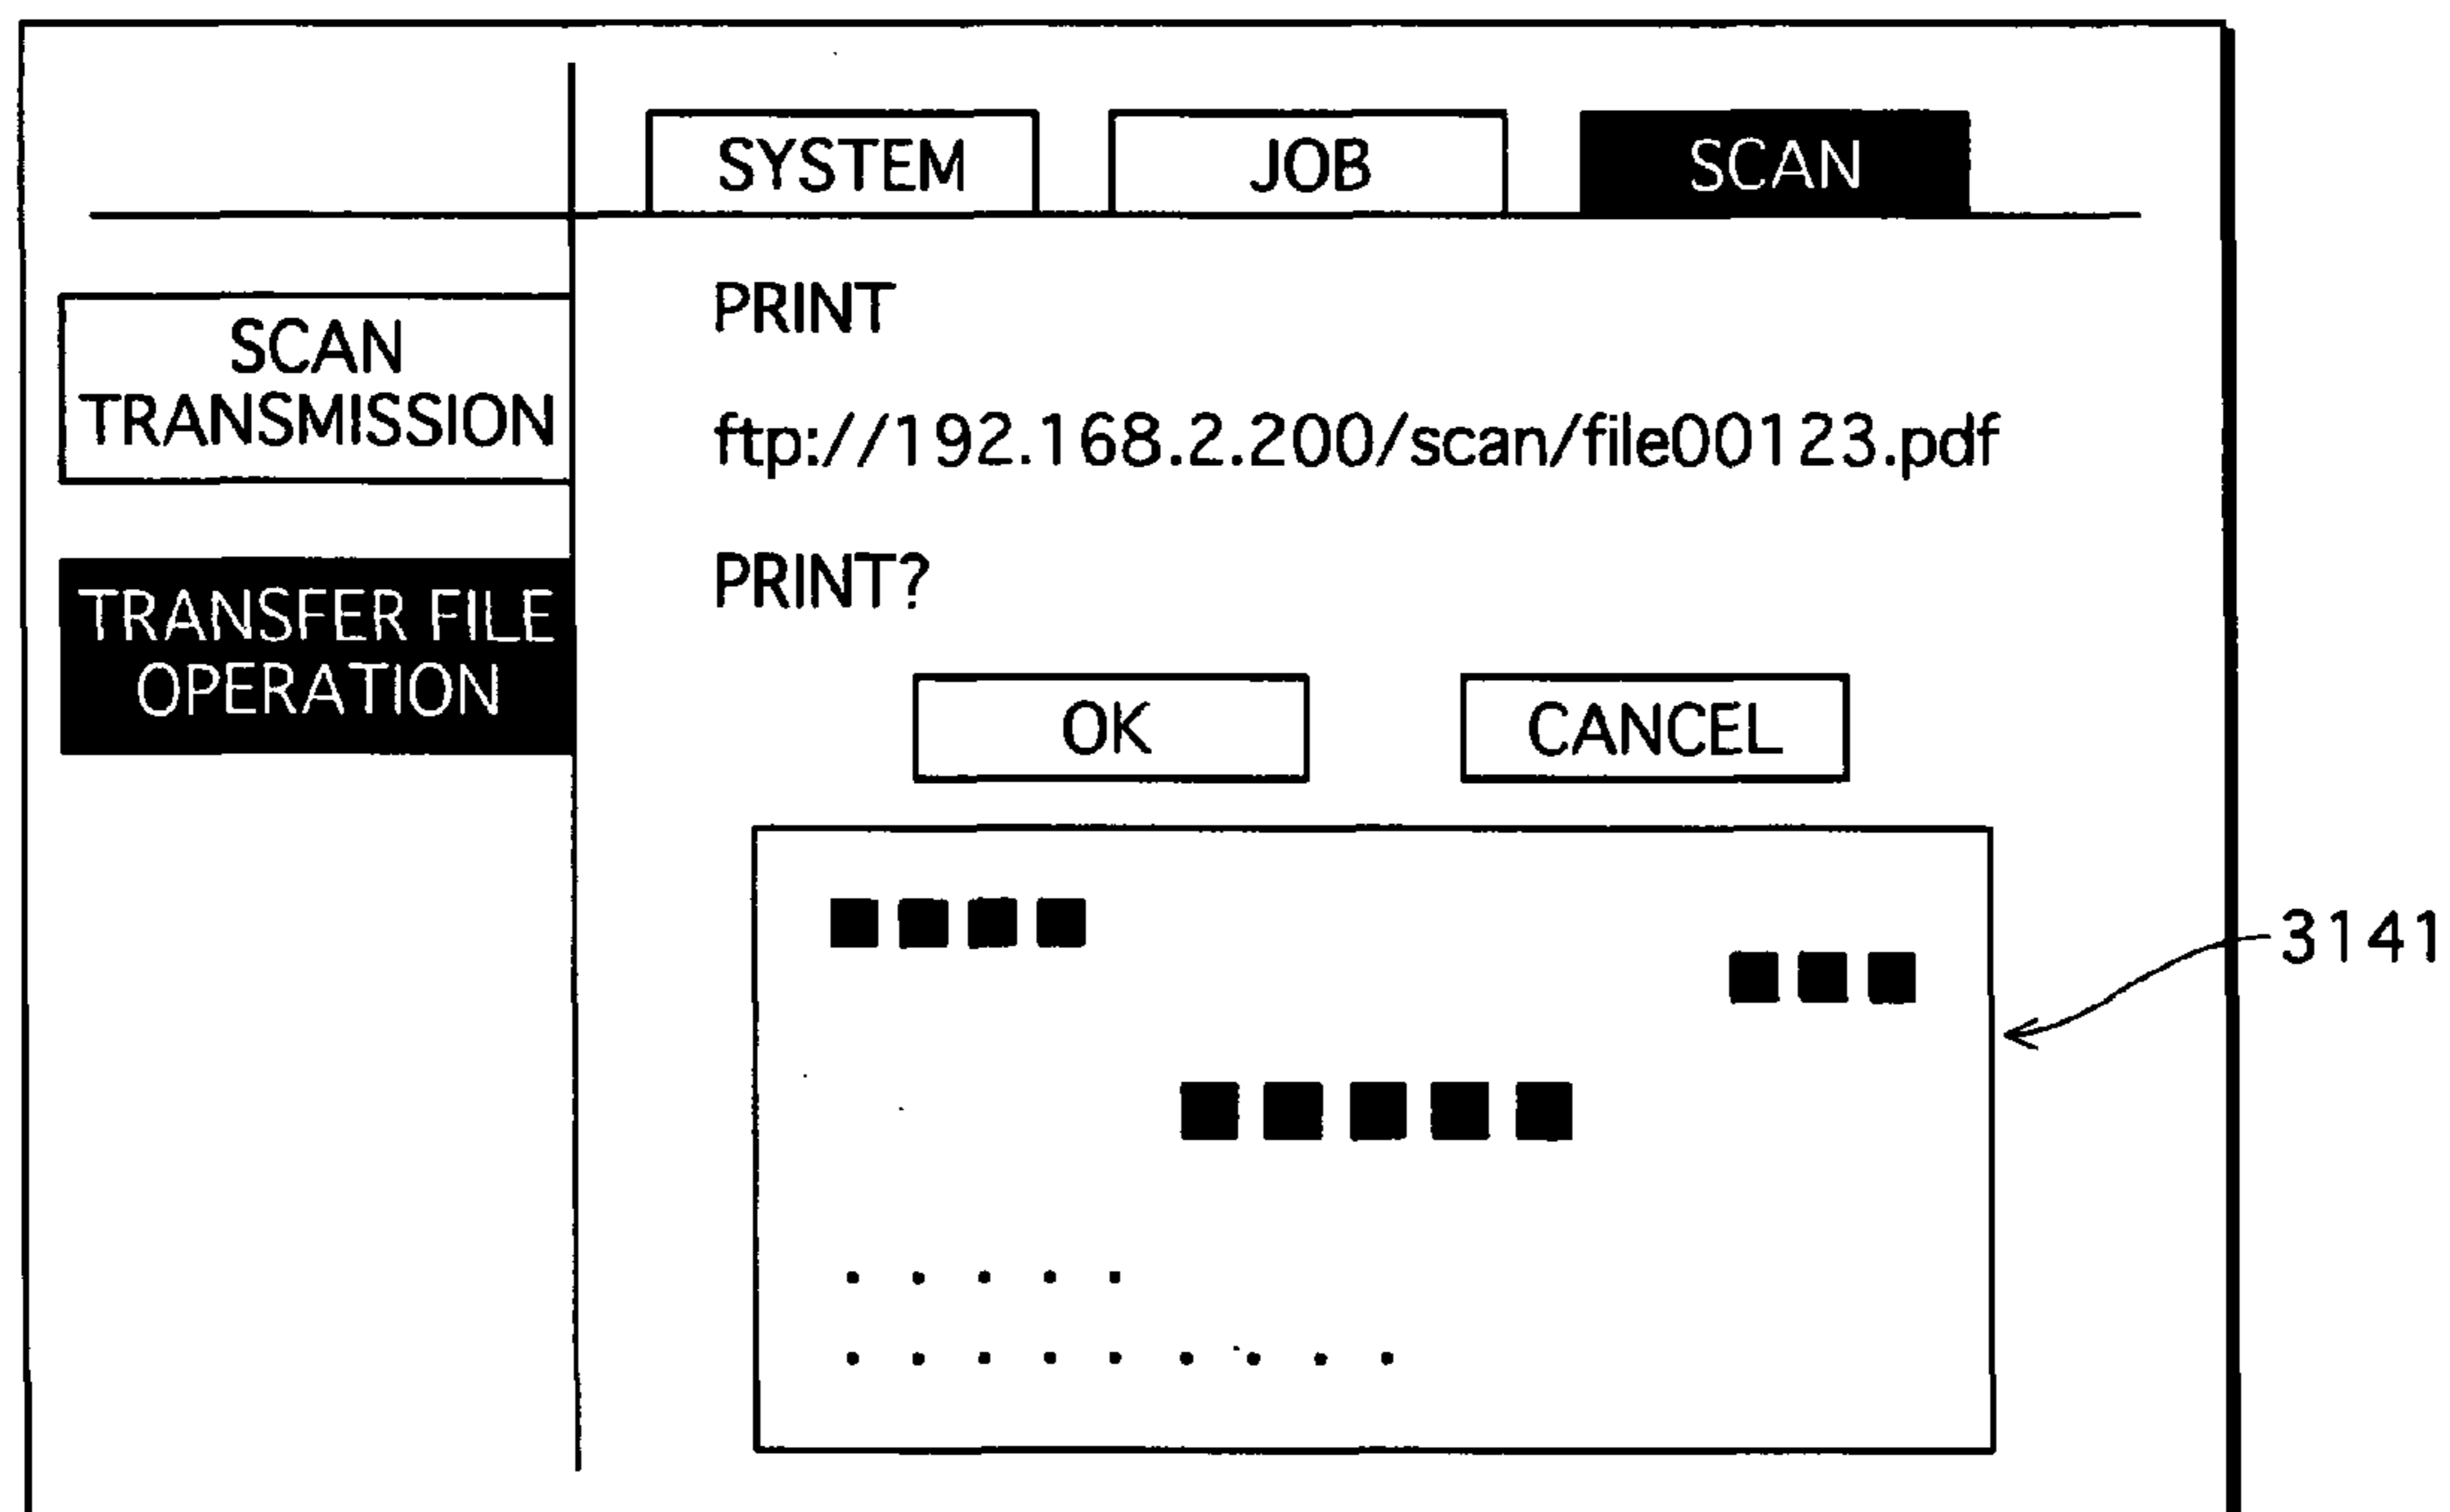 SYSTEM
JOB
SCAN
SCAN
TRANSMISSION
TRANSFER FILE
OPERATION
PRINT
ftp://192.168.2.200/scan/file00123.pdf
PRINT?
OK
CANCEL
3141